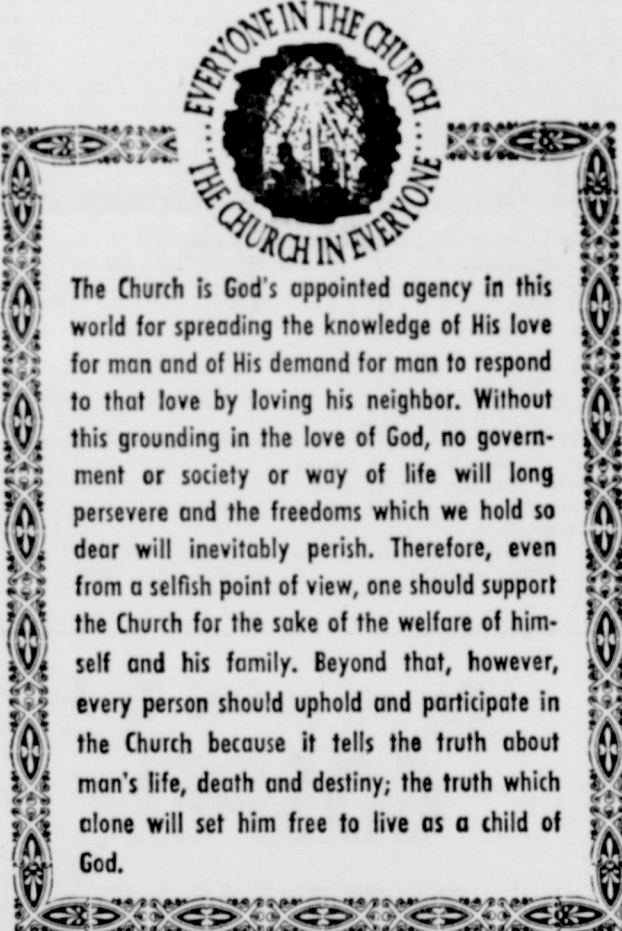 EVERYONE IN THE CHURCH ...
... THE CHURCH IN EVERYONE
The Church is God's appointed agency in this
world for spreading the knowledge of His love
for man and of His demand for man to respond
to that love by loving his neighbor. Without
this grounding in the love of God, no govern-
ment or society or way of life will long
persevere and the freedoms which we hold so
dear will inevitably perish. Therefore, even
from a selfish point of view, one should support
the Church for the sake of the welfare of him-
self and his family. Beyond that, however,
every person should uphold and participate in
the Church because it tells the truth about
man's life, death and destiny; the truth which
alone will set him free to live as a child of
God.